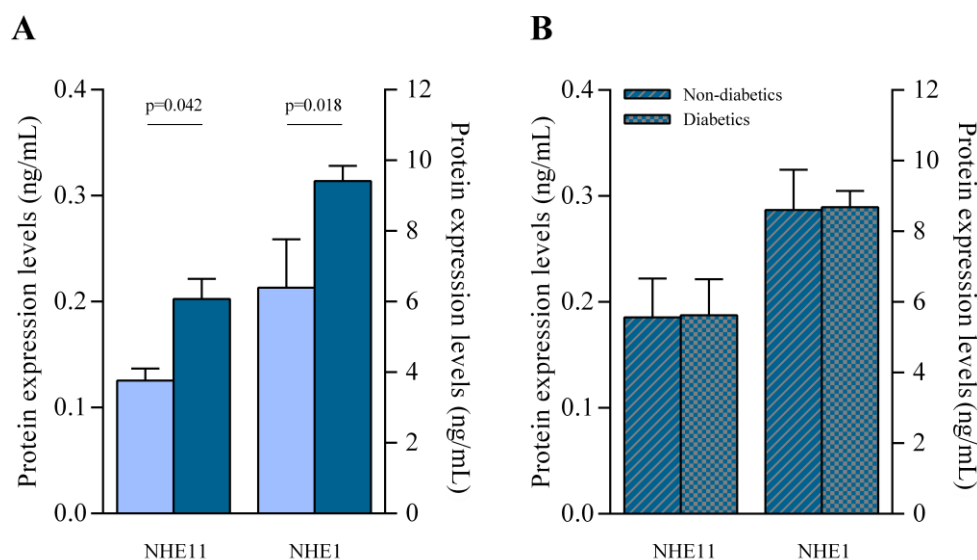 A
Protein expression levels (ng/mL)
0.4
0.3
0.2
0.1
0.0
p=0.042
p=0.018
12
10
8
6
4
2
0
Protein expression levels (ng/mL)
NHE11
NHE1
B
Protein expression levels (ng/mL)
0.4
0.3
0.2
0.1
0.0
Non-diabetics
Diabetics
12
10
8
6
4
2
0
Protein expression levels (ng/mL)
NHE11
NHE1